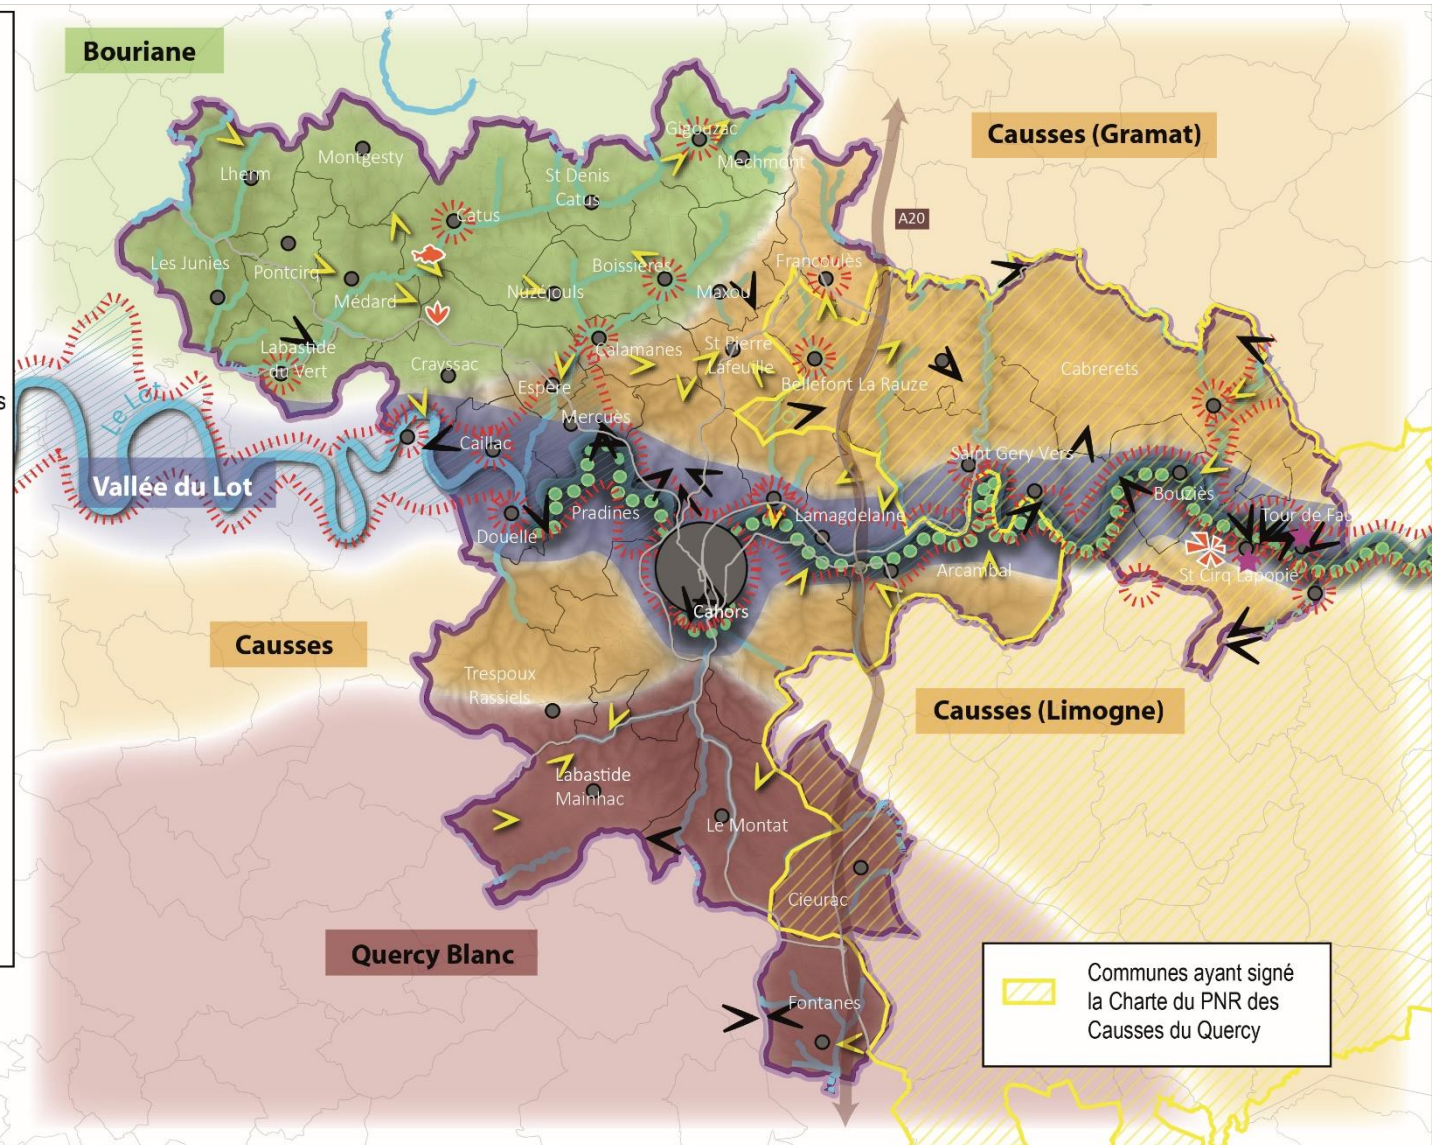 Bouriane
Causses (Gramat)
Gigouzac
Mechmont
Montgesty
Lherm
St Denis
Catus
Catus
A20
Les Junies
Pontcirq
Médard
Boissières
Francoulès
Nuzéjouls
Maxou
Labastide
du Vert
Crayssac
Calamanes
St Pierre
Lafeuille
Bellefont La Rauze
Cabrerets
Espère
s
Le Lot
Mercuès
Caillac
Saint Gery Vers
Vallée du Lot
Bouziès
Pradines
Lamagdelaine
Tour de Fau
Douelle
Arcambal
St Cirq Lapopie
Cahors
Causses
Trespoux
Rassiels
Causses (Limogne)
Labastide
Mainhac
Le Montat
Cieurac
Quercy Blanc
Fontanes
Communes ayant signé
la Charte du PNR des
Causses du Quercy